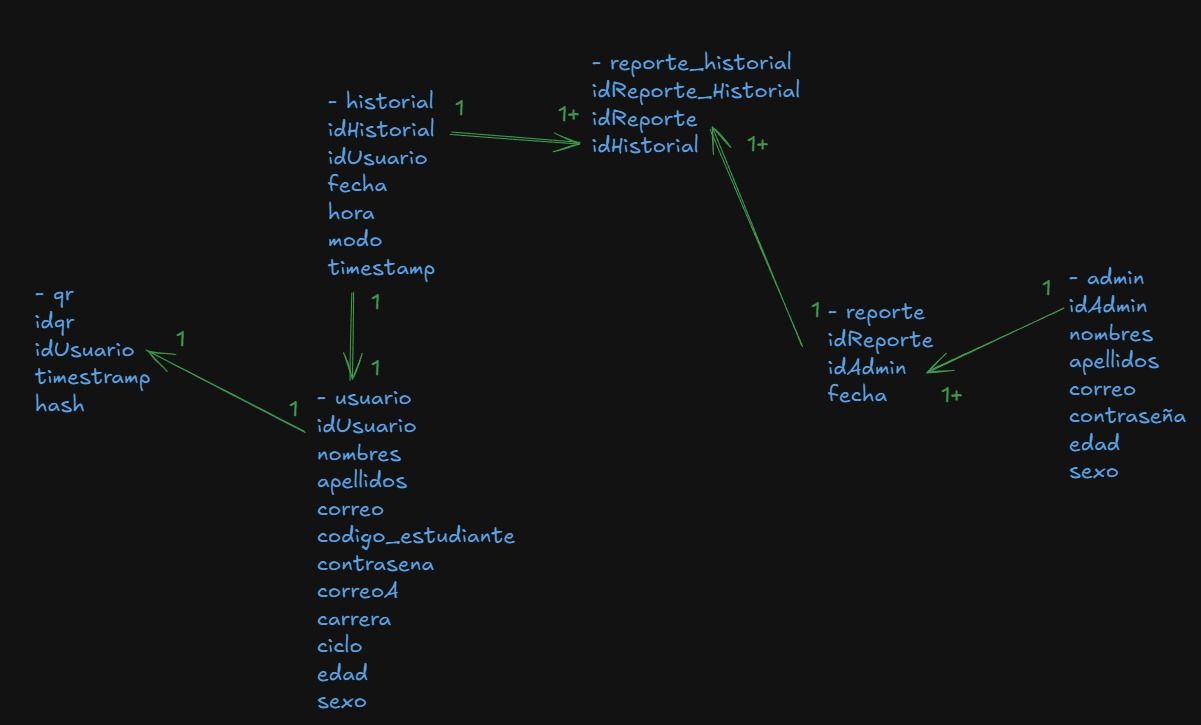 - reporte_historial
idReporte_Historial
idReporte
idHistorial
1+
1+
- historial
idHistorial
idUsuario
fecha
hora
modo
timestamp
1
1
1
- qr
idqr
idUsuario
timestramp
hash
1
1
- usuario
idUsuario
nombres
apellidos
correo
codigo_estudiante
contrasena
correoA
carrera
ciclo
edad
sexo
1
- reporte
idReporte
idAdmin
fecha
1+
1
- admin
idAdmin
nombres
apellidos
correo
contraseña
edad
sexo